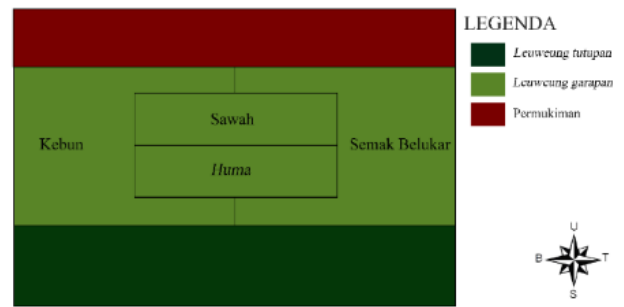 LEGENDA
Leuweung tutupan
Leuweung garapan
Permukiman
Sawah
Kebun
Semak Belukar
Huma
U
B
T
S